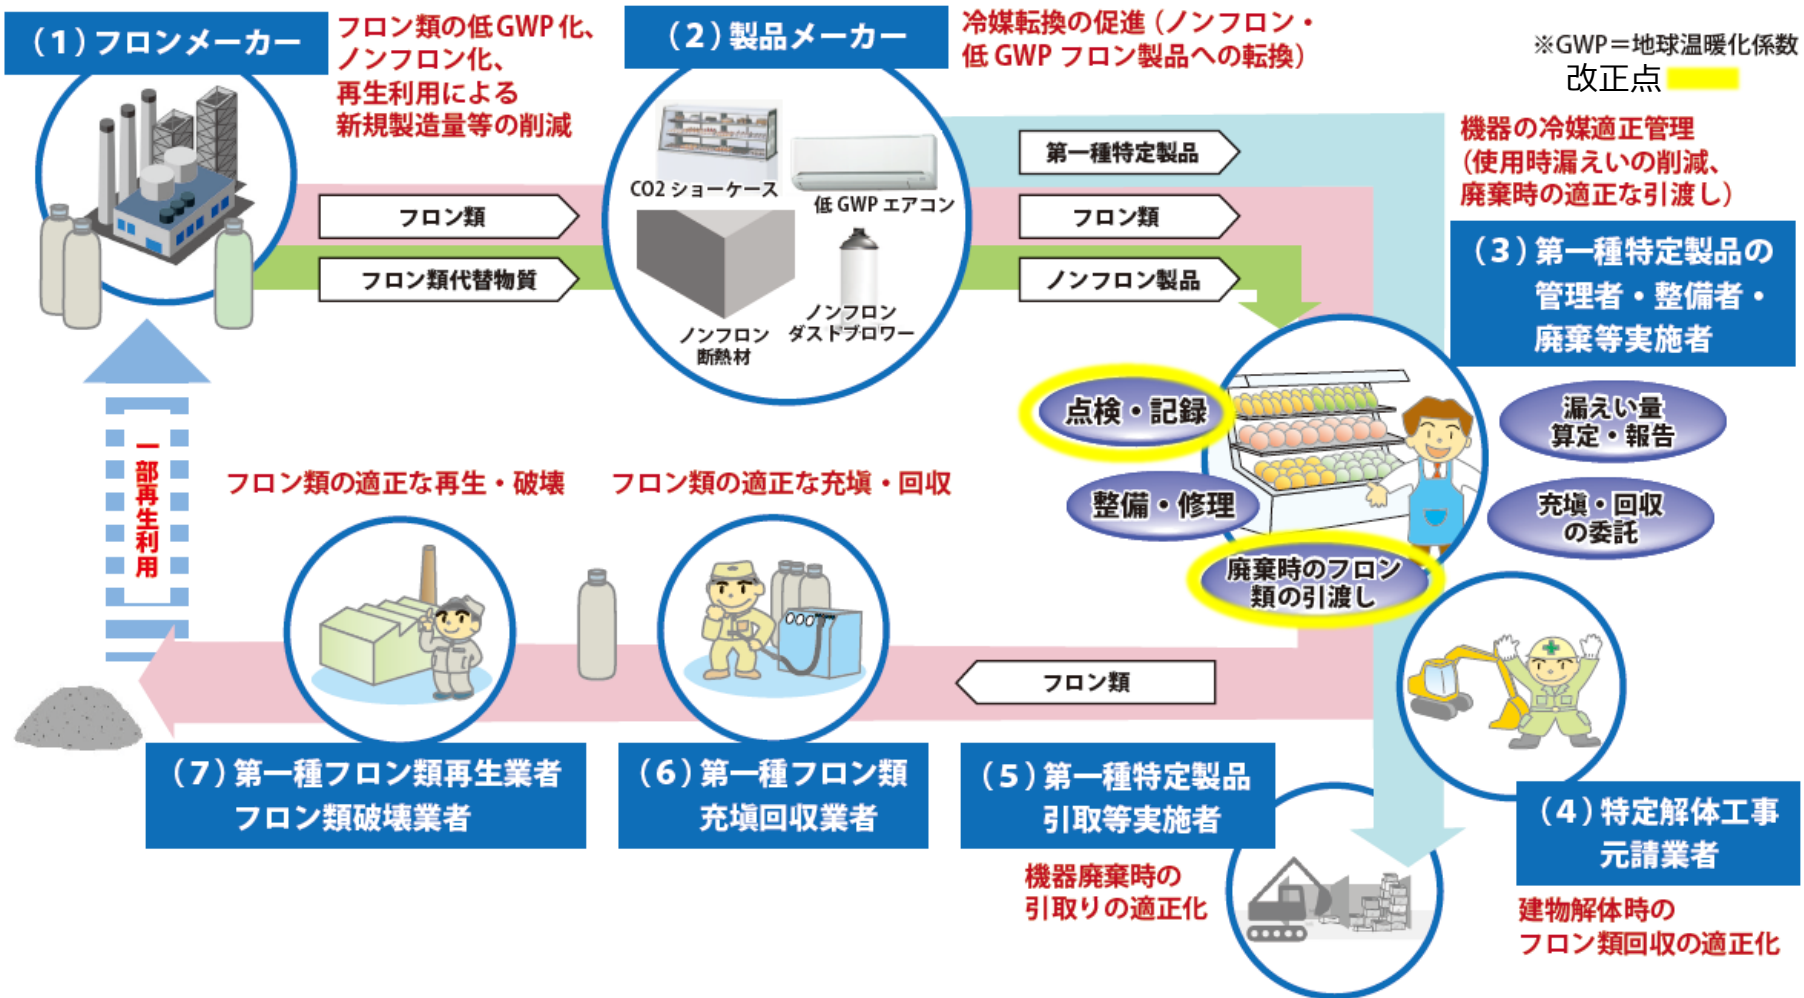 （1）フロンメーカー
フロン類の低GWP化、
ノンフロン化、
再生利用による
新規製造量等の削減
（2）製品メーカー
冷媒転換の促進（ノンフロン・
低GWPフロン製品への転換）
※GWP＝地球温暖化係数
改正点
CO2ショーケース
低GWPエアコン
ノンフロン
断熱材
ノンフロン
ダストブロワー
フロン類
フロン類代替物質
第一種特定製品
フロン類
ノンフロン製品
機器の冷媒適正管理
（使用時漏えいの削減、
廃棄時の適正な引渡し）
（3）第一種特定製品の
管理者・整備者・
廃棄等実施者
点検・記録
整備・修理
廃棄時のフロン
類の引渡し
漏えい量
算定・報告
充塡・回収
の委託
一部再生利用
フロン類の適正な再生・破壊
フロン類の適正な充塡・回収
フロン類
（7）第一種フロン類再生業者
フロン類破壊業者
（6）第一種フロン類
充塡回収業者
（5）第一種特定製品
引取等実施者
機器廃棄時の
引取りの適正化
（4）特定解体工事
元請業者
建物解体時の
フロン類回収の適正化